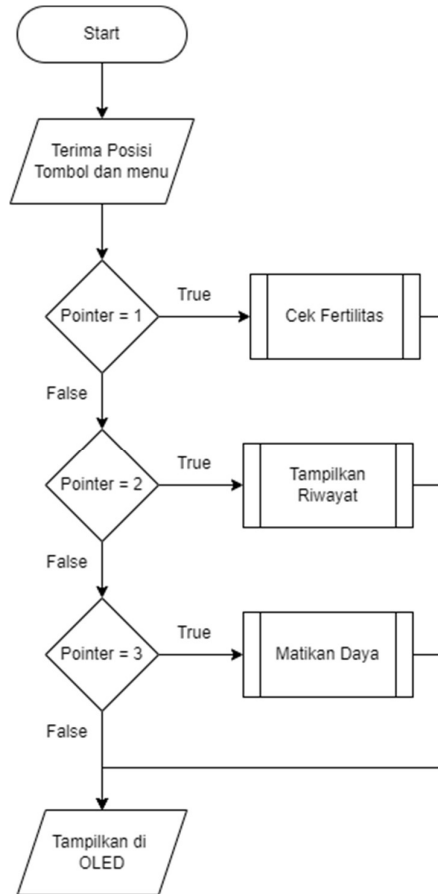 Start
Terima Posisi
Tombol dan menu
Pointer = 1
True
Cek Fertilitas
False
Pointer = 2
True
Tampilkan
Riwayat
False
Pointer = 3
True
Matikan Daya
False
Tampilkan di
OLED